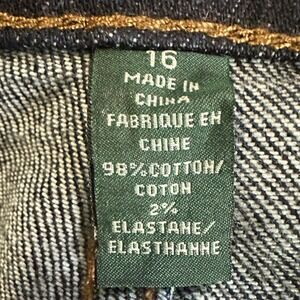 16
MADE IN
CHINA
FABRIQUE EN
CHINE
98% COTTON/
COTON
2%
ELASTANE/
ELASTHANNE